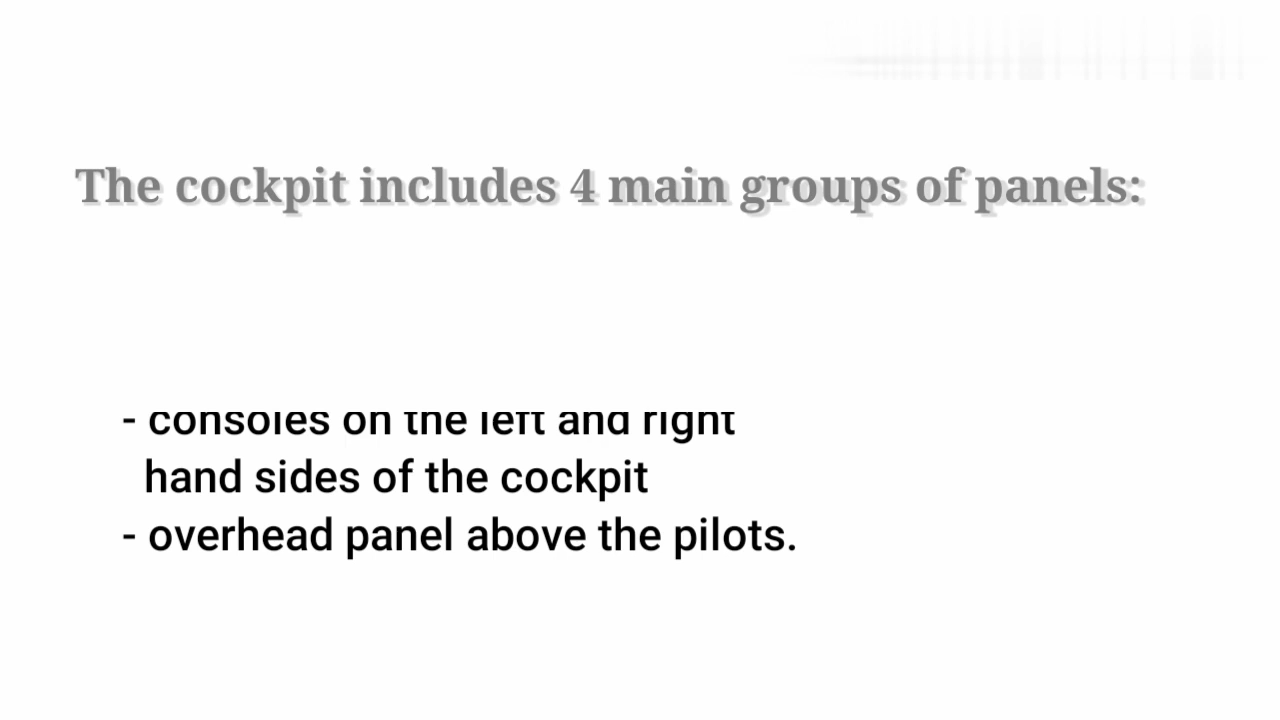 The cockpit includes 4 main groups of panels:
- consoles on the left and right
hand sides of the cockpit
- overhead panel above the pilots.